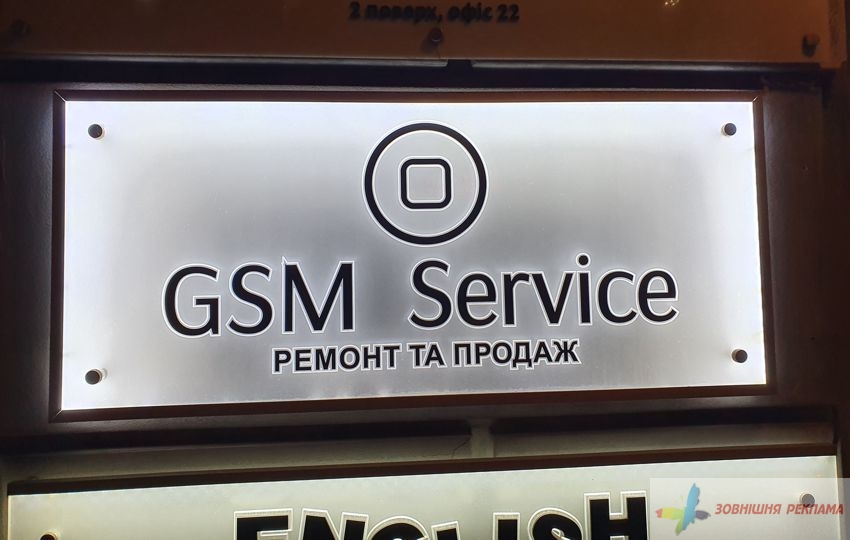 2 поверх, офіс 22
GSM Service
РЕМОНТ ТА ПРОДАЖ
ENGLISH
ЗОВНІШНЯ РЕКЛАМА